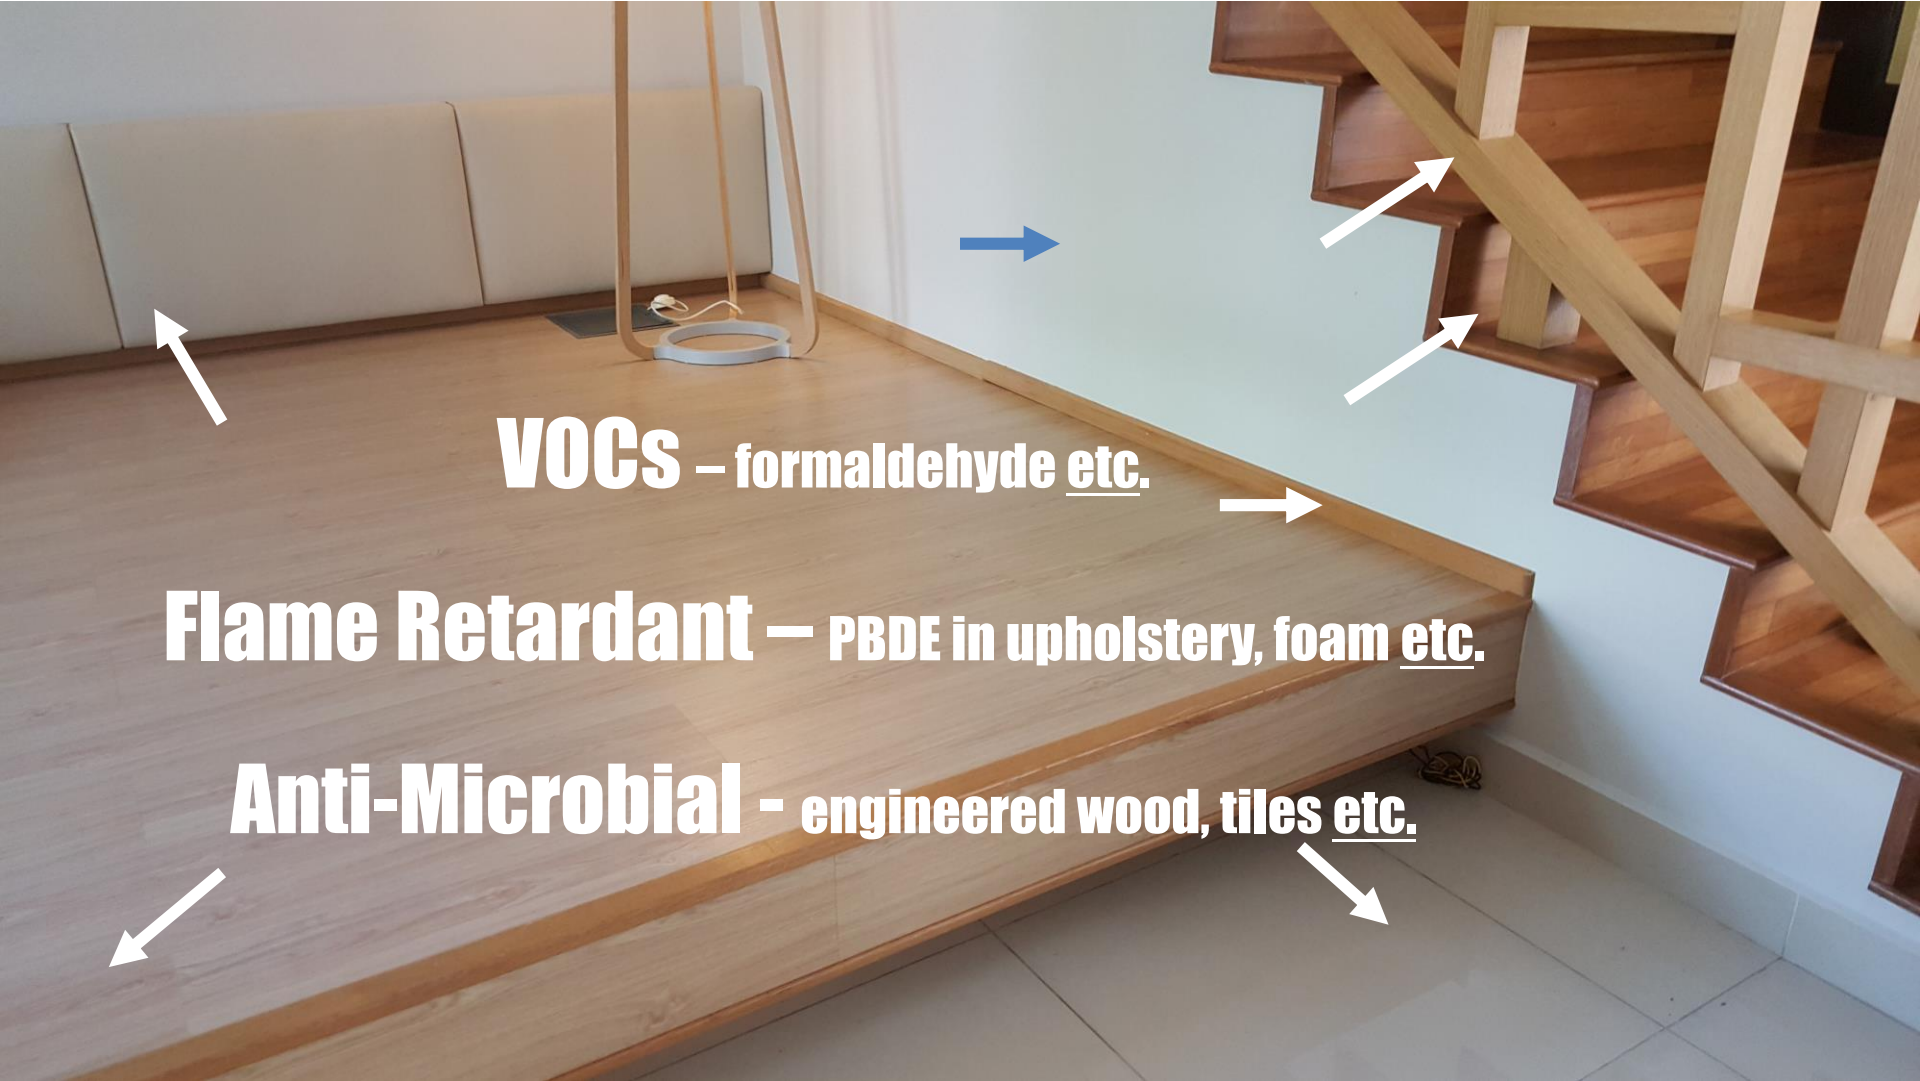 VOCs – formaldehyde etc.
Flame Retardant – PBDE in upholstery, foam etc.
Anti-Microbial - engineered wood, tiles etc.